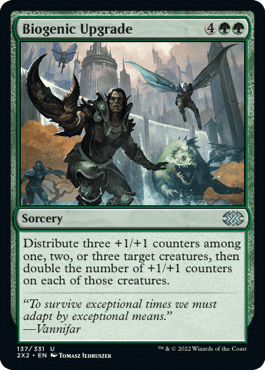 Biogenic Upgrade 4
Sorcery
Distribute three +1/+1 counters among
one, two, or three target creatures, then
double the number of +1/+1 counters
on each of those creatures.
“To survive exceptional times we must
adapt by exceptional means.”
—Vannifar
137/331 U
2X2 • EN Tomasz Jedruszek ™ & © 2022 Wizards of the Coast